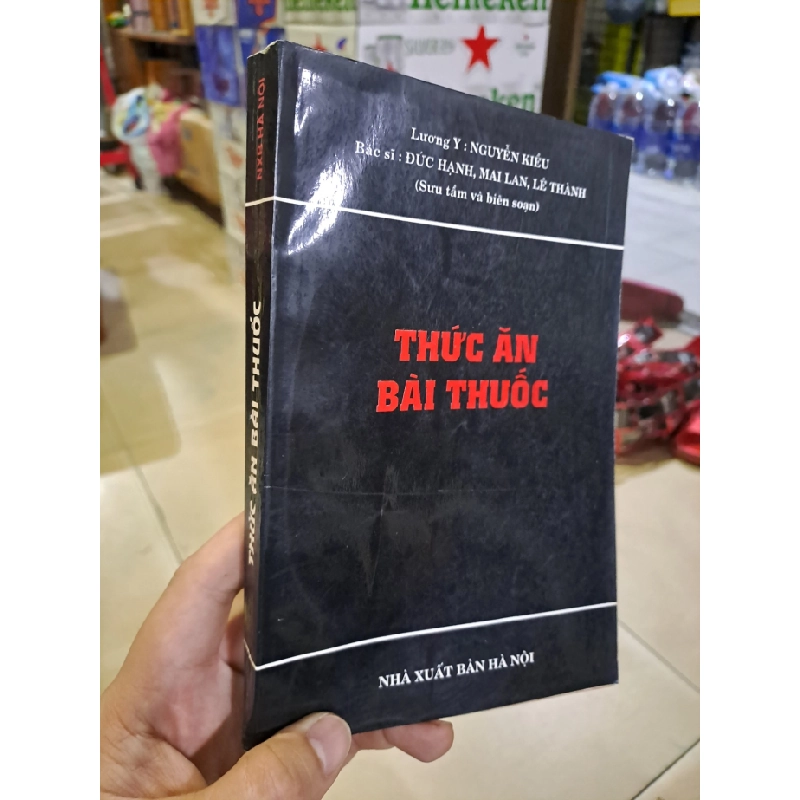 Heineken
Lương Y : NGUYỄN KIỀU
Bác sĩ : ĐỨC HẠNH, MAI LAN, LÊ THÀNH
(Sưu tầm và biên soạn)
THỨC ĂN
BÀI THUỐC
NHÀ XUẤT BẢN HÀ NỘI
THỨC ĂN BÀI THUỐC
NXB HÀ NỘI